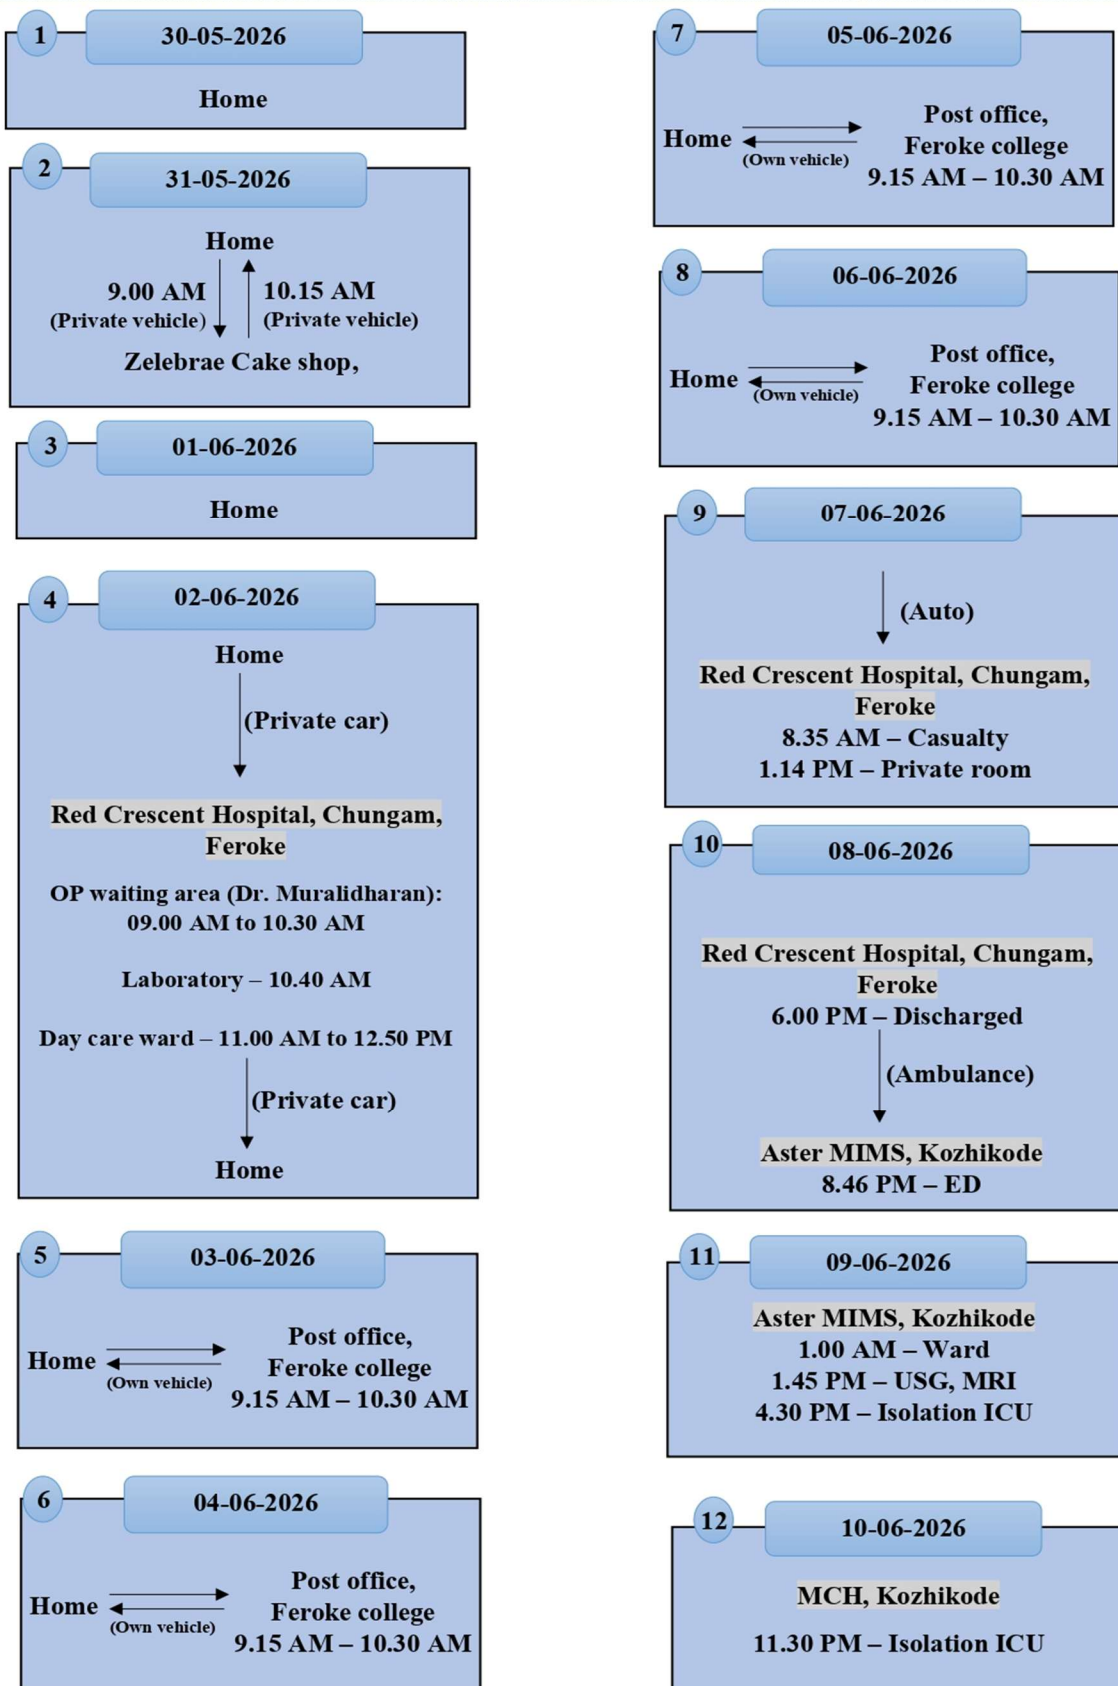 1
30-05-2026
Home
2
31-05-2026
Home
9.00 AM
(Private vehicle)
10.15 AM
(Private vehicle)
Zelebrae Cake shop,
3
01-06-2026
Home
4
02-06-2026
Home
(Private car)
Red Crescent Hospital, Chungam,
Feroke
OP waiting area (Dr. Muralidharan):
09.00 AM to 10.30 AM
Laboratory – 10.40 AM
Day care ward – 11.00 AM to 12.50 PM
(Private car)
Home
5
03-06-2026
Home
(Own vehicle)
Post office,
Feroke college
9.15 AM – 10.30 AM
6
04-06-2026
Home
(Own vehicle)
Post office,
Feroke college
9.15 AM – 10.30 AM
7
05-06-2026
Home
(Own vehicle)
Post office,
Feroke college
9.15 AM – 10.30 AM
8
06-06-2026
Home
(Own vehicle)
Post office,
Feroke college
9.15 AM – 10.30 AM
9
07-06-2026
(Auto)
Red Crescent Hospital, Chungam,
Feroke
8.35 AM – Casualty
1.14 PM – Private room
10
08-06-2026
Red Crescent Hospital, Chungam,
Feroke
6.00 PM – Discharged
(Ambulance)
Aster MIMS, Kozhikode
8.46 PM – ED
11
09-06-2026
Aster MIMS, Kozhikode
1.00 AM – Ward
1.45 PM – USG, MRI
4.30 PM – Isolation ICU
12
10-06-2026
MCH, Kozhikode
11.30 PM – Isolation ICU